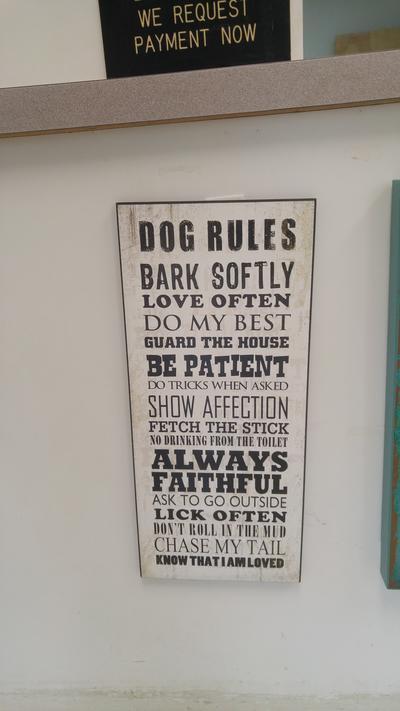 WE REQUEST
PAYMENT NOW
DOG RULES
BARK SOFTLY
LOVE OFTEN
DO MY BEST
GUARD THE HOUSE
BE PATIENT
DO TRICKS WHEN ASKED
SHOW AFFECTION
FETCH THE STICK
NO DRINKING FROM THE TOILET
ALWAYS
FAITHFUL
ASK TO GO OUTSIDE
LICK OFTEN
DON'T ROLL IN THE MUD
CHASE MY TAIL
KNOW THAT I AM LOVED